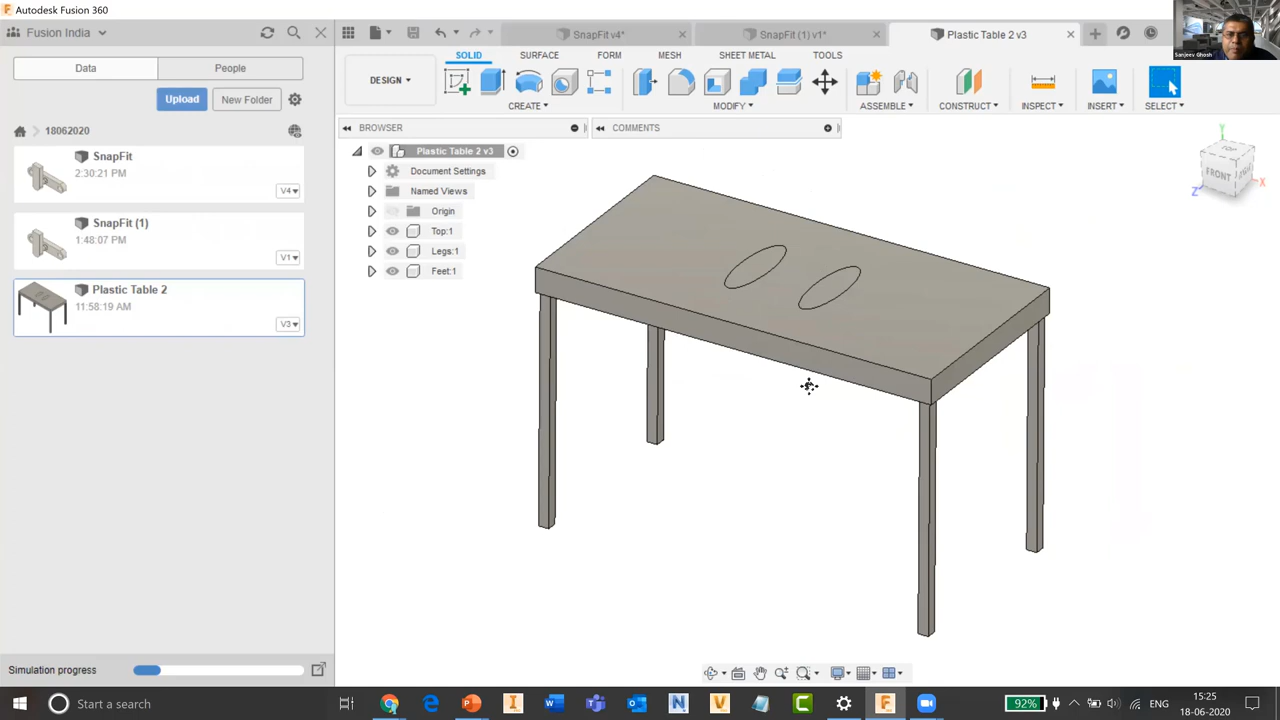 Autodesk Fusion 360
Fusion India
Data
People
Upload
New Folder
18062020
SnapFit
2:30:21 PM
V4
SnapFit (1)
1:48:07 PM
V1
Plastic Table 2
11:58:19 AM
V3
Simulation progress
SnapFit v4*
SnapFit (1) v1*
Plastic Table 2 v3
Sanjeev Ghosh
SOLID
SURFACE
FORM
MESH
SHEET METAL
TOOLS
DESIGN
CREATE
MODIFY
ASSEMBLE
CONSTRUCT
INSPECT
INSERT
SELECT
BROWSER
COMMENTS
Plastic Table 2 v3
Document Settings
Named Views
Origin
Top:1
Legs:1
Feet:1
Y
TOP
FRONT
X
Z
Start a search
92%
ENG
15:25
18-06-2020